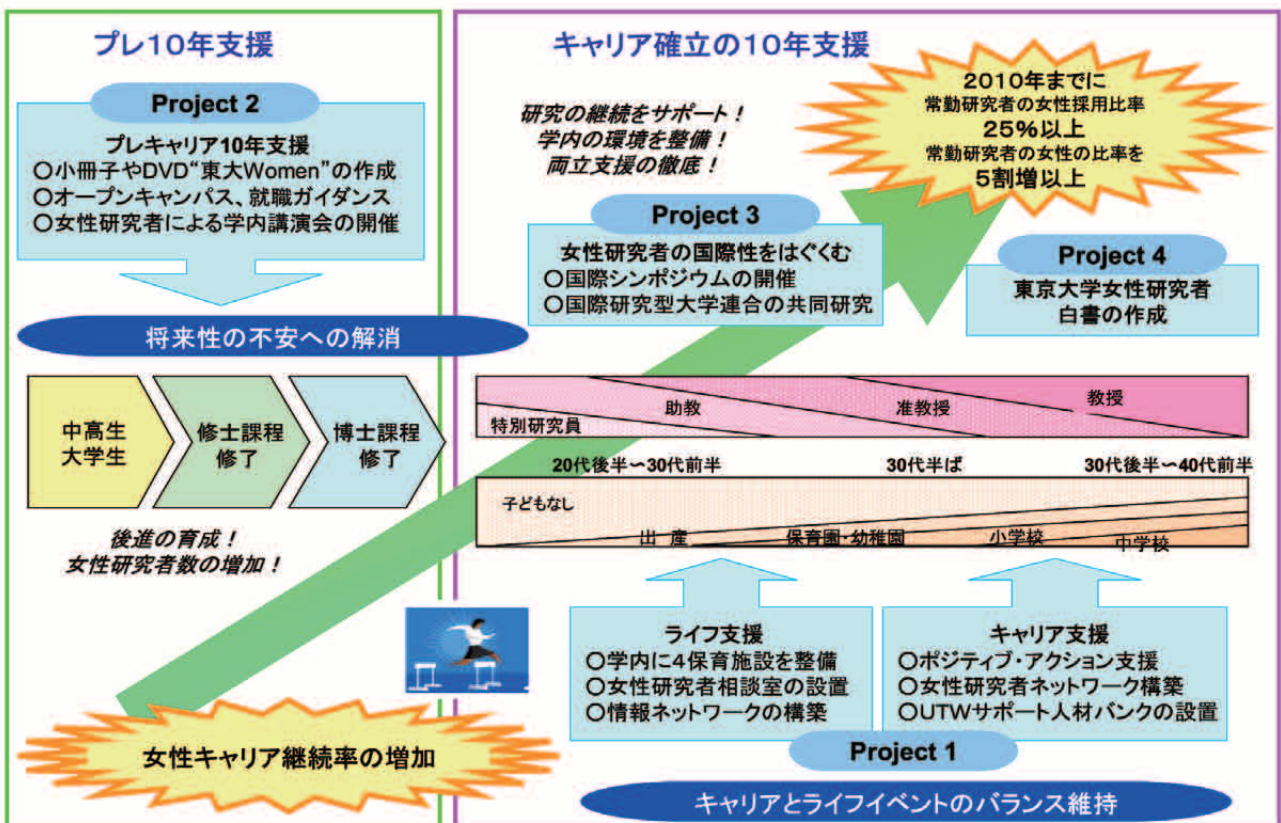 プレ10年支援
Project 2
プレキャリア10年支援
○小冊子やDVD“東大Women”の作成
○オープンキャンパス、就職ガイダンス
○女性研究者による学内講演会の開催
将来性の不安への解消
中高生
大学生
修士課程
修了
博士課程
修了
後進の育成！
女性研究者数の増加！
女性キャリア継続率の増加
キャリア確立の10年支援
研究の継続をサポート！
学内の環境を整備！
両立支援の徹底！
2010年までに
常勤研究者の女性採用比率
25%以上
常勤研究者の女性の比率を
5割増以上
Project 3
女性研究者の国際性をはぐくむ
○国際シンポジウムの開催
○国際研究型大学連合の共同研究
Project 4
東京大学女性研究者
白書の作成
特別研究員
助教
准教授
教授
20代後半～30代前半
30代半ば
30代後半～40代前半
子どもなし
出 産
保育園・幼稚園
小学校
中学校
ライフ支援
○学内に4保育施設を整備
○女性研究者相談室の設置
○情報ネットワークの構築
キャリア支援
○ポジティブ・アクション支援
○女性研究者ネットワーク構築
○UTWサポート人材バンクの設置
Project 1
キャリアとライフイベントのバランス維持